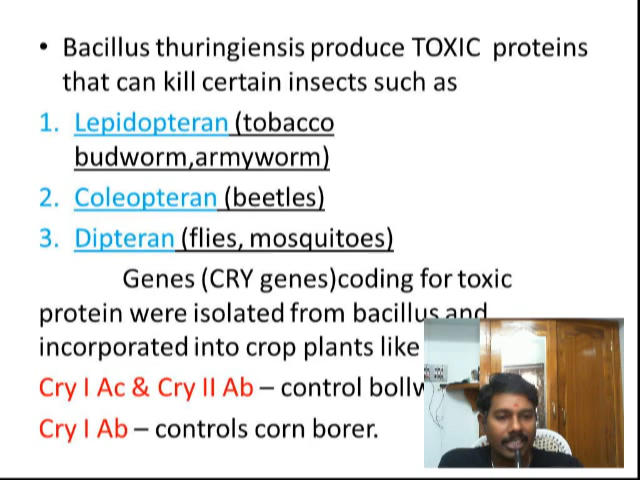 • Bacillus thuringiensis produce TOXIC proteins
that can kill certain insects such as
1. Lepidopteran (tobacco
budworm,armyworm)
2. Coleopteran (beetles)
3. Dipteran (flies, mosquitoes)
Genes (CRY genes)coding for toxic
protein were isolated from bacillus and
incorporated into crop plants like
Cry I Ac & Cry II Ab – control
Cry I Ab – controls corn borer.